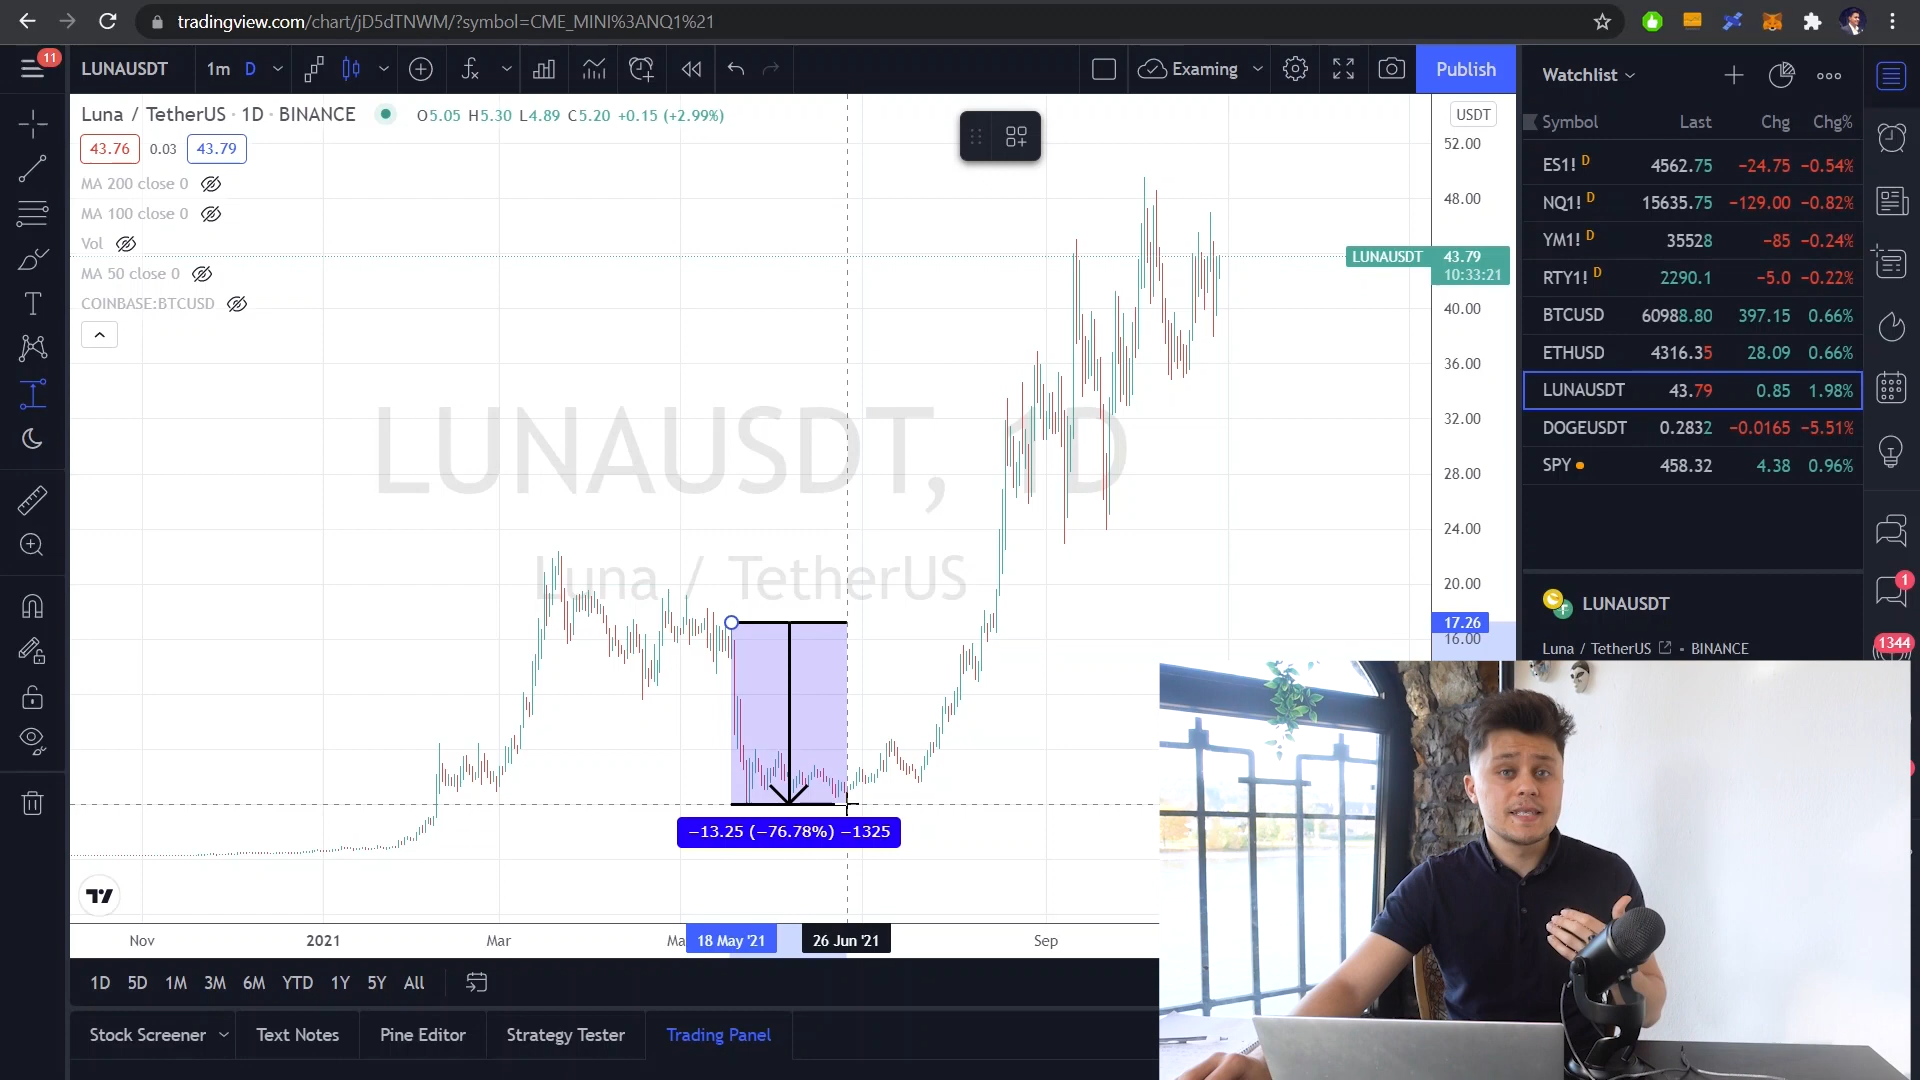 tradingview.com/chart/jD5dTNWM/?symbol=CME_MINI%3ANQ1%21
11
LUNAUSDT
1m
D
Examing
Publish
Luna / TetherUS · 1D · BINANCE
O5.05 H5.30 L4.89 C5.20 +0.15 (+2.99%)
43.76
0.03
43.79
MA 200 close 0
MA 100 close 0
Vol
MA 50 close 0
COINBASE:BTCUSD
LUNAUSDT, 1D
Luna / TetherUS
USDT
52.00
48.00
LUNAUSDT
43.79
10:33:21
40.00
36.00
32.00
28.00
24.00
20.00
17.26
16.00
−13.25 (−76.78%) −1325
Nov
2021
Mar
Ma
18 May '21
26 Jun '21
Sep
1D 5D 1M 3M 6M YTD 1Y 5Y All
Stock Screener
Text Notes
Pine Editor
Strategy Tester
Trading Panel
Watchlist
Symbol Last Chg Chg%
ES1! D 4562.75 −24.75 −0.54%
NQ1! D 15635.75 −129.00 −0.82%
YM1! D 35528 −85 −0.24%
RTY1! D 2290.1 −5.0 −0.22%
BTCUSD 60988.80 397.15 0.66%
ETHUSD 4316.35 28.09 0.66%
LUNAUSDT 43.79 0.85 1.98%
DOGEUSDT 0.2832 −0.0165 −5.51%
SPY 458.32 4.38 0.96%
LUNAUSDT
Luna / TetherUS • BINANCE
1
1344